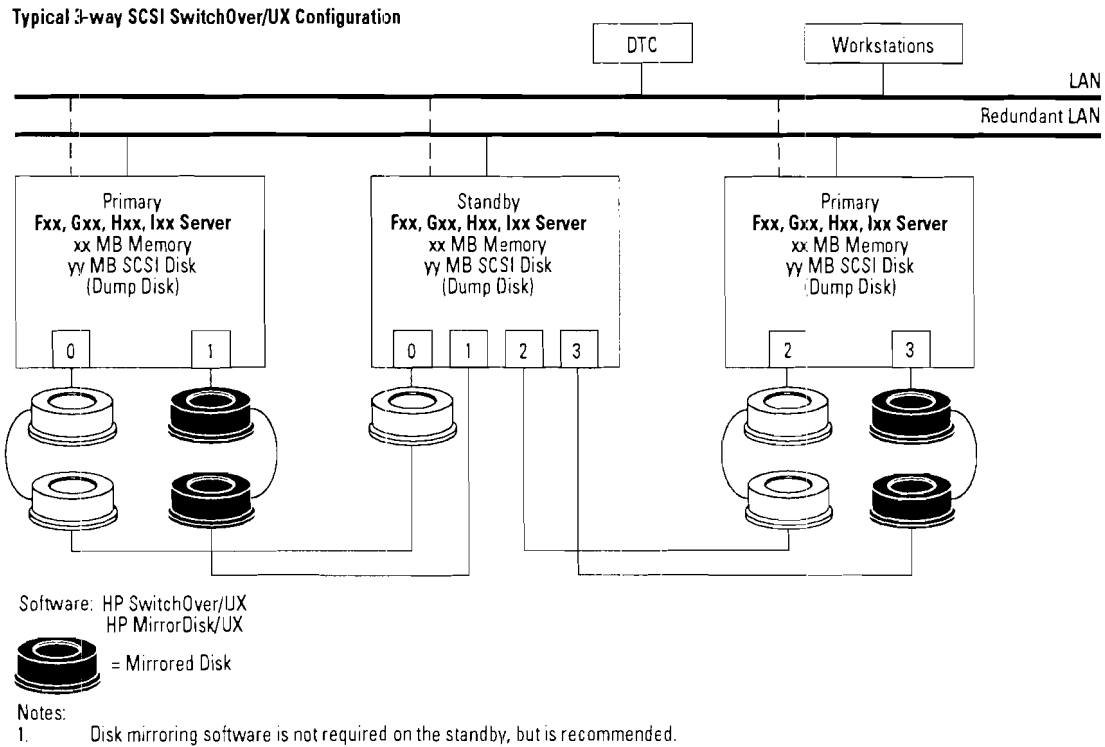 Typical 3-way SCSI SwitchOver/UX Configuration
DTC
Workstations
LAN
Redundant LAN
Primary
Fxx, Gxx, Hxx, Ixx Server
xx MB Memory
yy MB SCSI Disk
(Dump Disk)
0
1
Standby
Fxx, Gxx, Hxx, Ixx Server
xx MB Memory
yy MB SCSI Disk
(Dump Disk)
0
1
2
3
Primary
Fxx, Gxx, Hxx, Ixx Server
xx MB Memory
yy MB SCSI Disk
(Dump Disk)
2
3
Software: HP SwitchOver/UX
HP MirrorDisk/UX
= Mirrored Disk
Notes:
1. Disk mirroring software is not required on the standby, but is recommended.